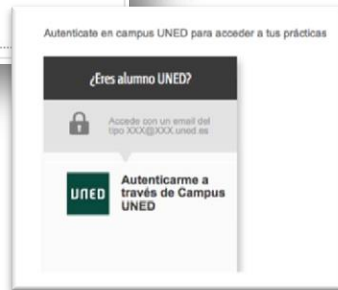 Autenticate en campus UNED para acceder a tus prácticas
¿Eres alumno UNED?
Accede con un email del
tipo XXX@XXX.uned.es
UNED
Autenticarme a
través de Campus
UNED